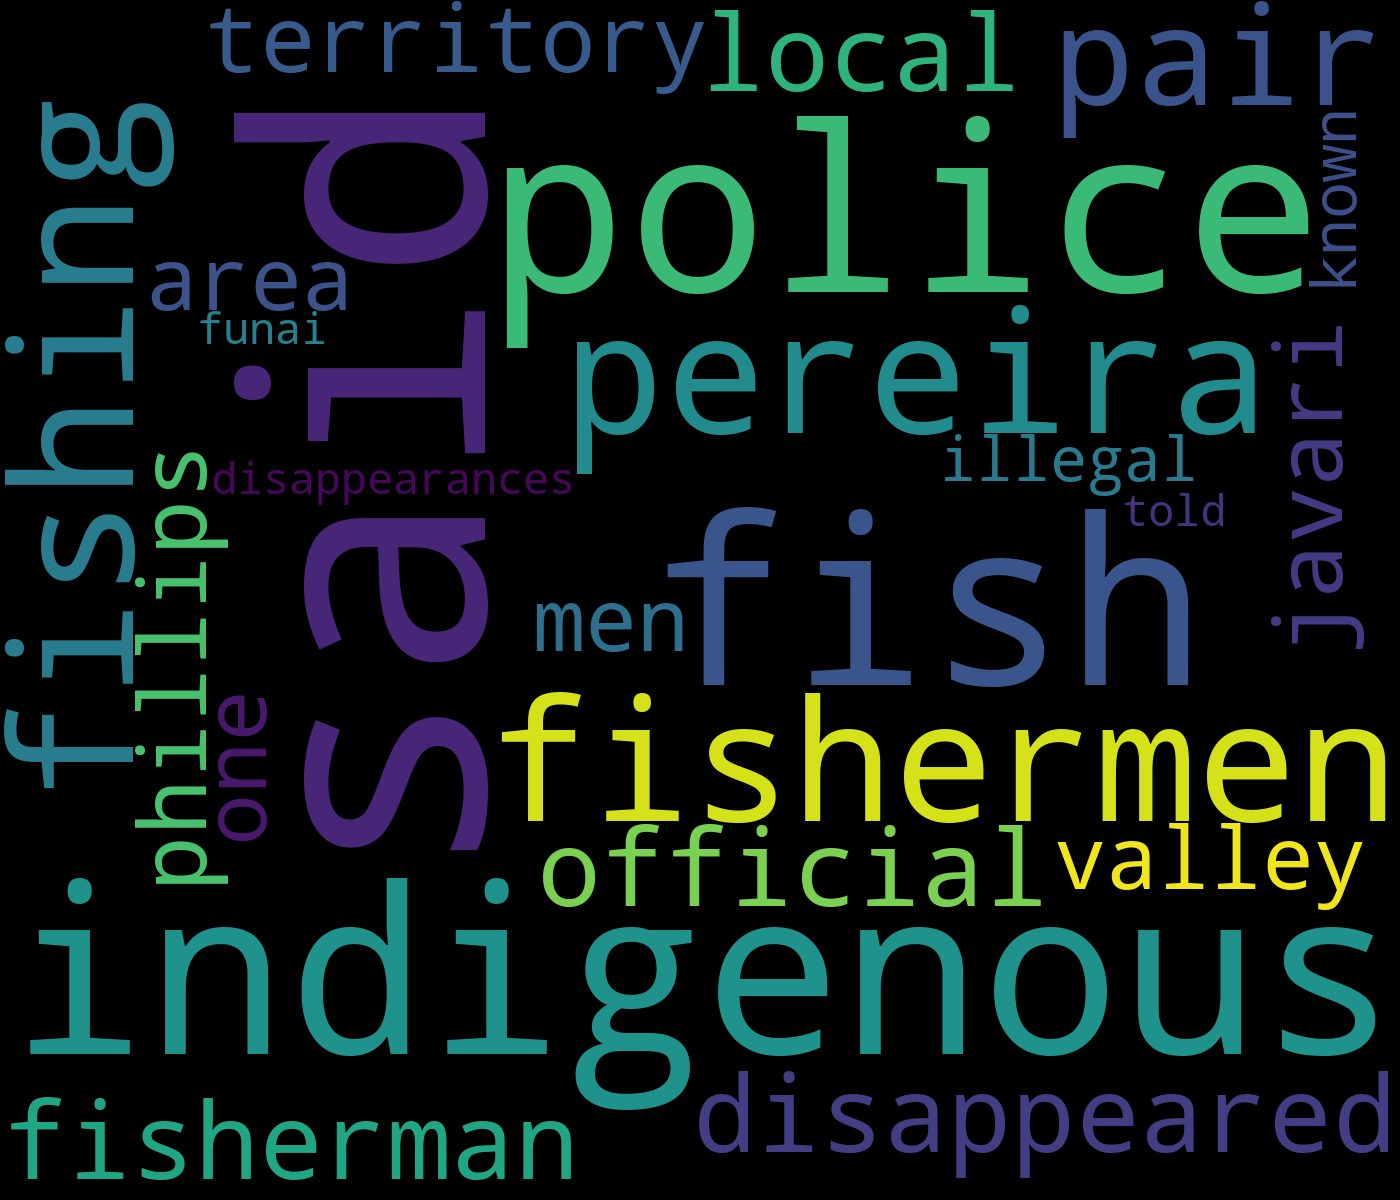 territory
local
pair
fishing
said
police
known
area
funai
pereira
javari
phillips
disappearances
illegal
told
fish
men
one
fishermen
official
valley
indigenous
fisherman
disappeared